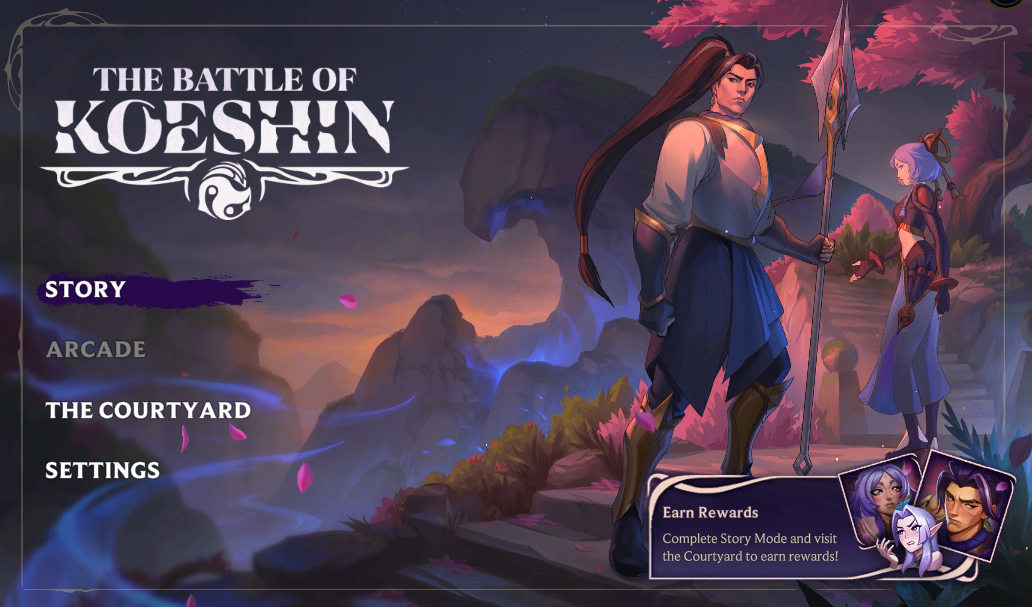 THE BATTLE OF
KOESHIN
STORY
ARCADE
THE COURTYARD
SETTINGS
Earn Rewards
Complete Story Mode and visit
the Courtyard to earn rewards!